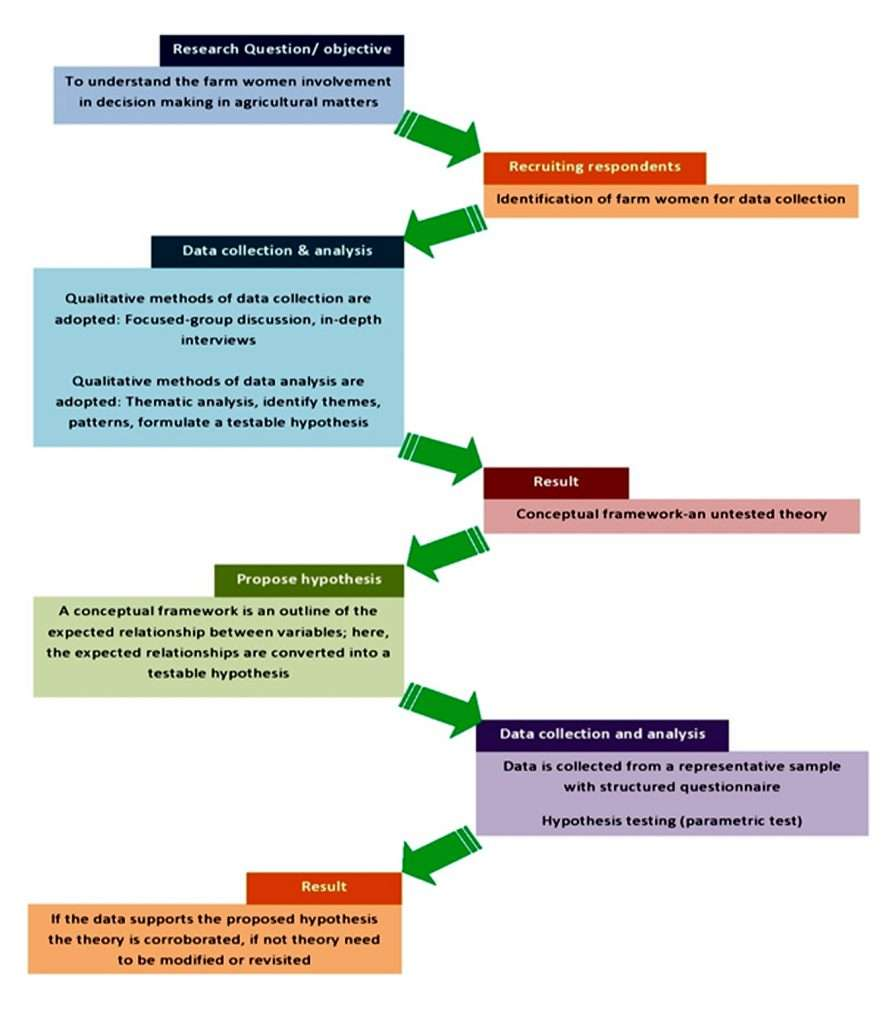 Research Question/ objective
To understand the farm women involvement
in decision making in agricultural matters
Recruiting respondents
Identification of farm women for data collection
Data collection & analysis
Qualitative methods of data collection are
adopted: Focused-group discussion, in-depth
interviews
Qualitative methods of data analysis are
adopted: Thematic analysis, identify themes,
patterns, formulate a testable hypothesis
Result
Conceptual framework-an untested theory
Propose hypothesis
A conceptual framework is an outline of the
expected relationship between variables; here,
the expected relationships are converted into a
testable hypothesis
Data collection and analysis
Data is collected from a representative sample
with structured questionnaire
Hypothesis testing (parametric test)
Result
If the data supports the proposed hypothesis
the theory is corroborated, if not theory need
to be modified or revisited